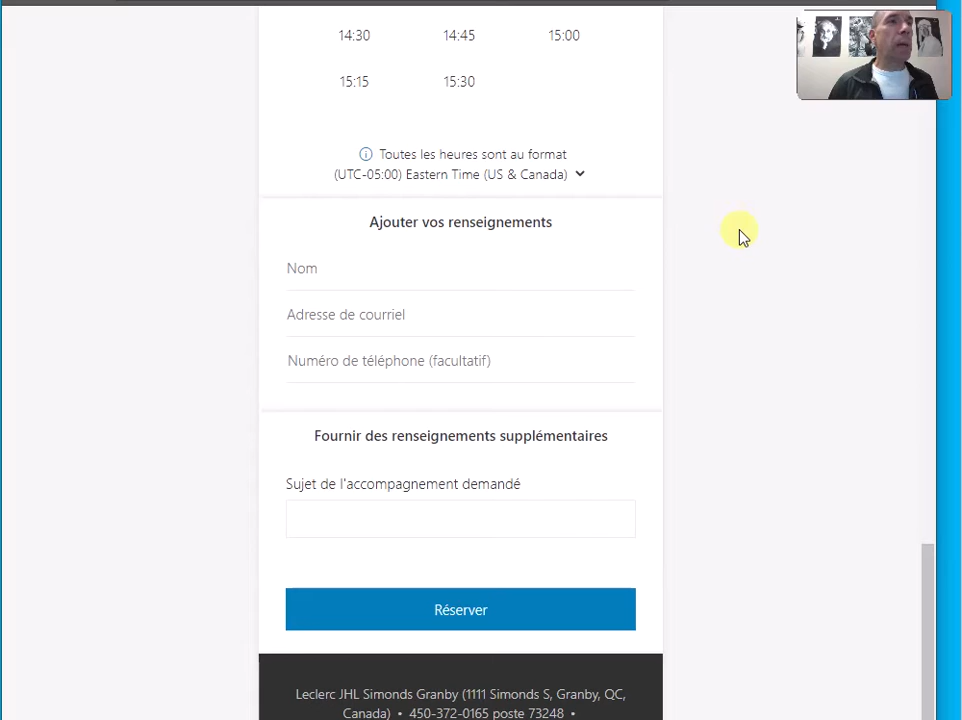 14:30 14:45 15:00
15:15 15:30
Toutes les heures sont au format
(UTC-05:00) Eastern Time (US & Canada)
Ajouter vos renseignements
Nom
Adresse de courriel
Numéro de téléphone (facultatif)
Fournir des renseignements supplémentaires
Sujet de l'accompagnement demandé
Réserver
Leclerc JHL Simonds Granby (1111 Simonds S, Granby, QC,
Canada) • 450-372-0165 poste 73248 •